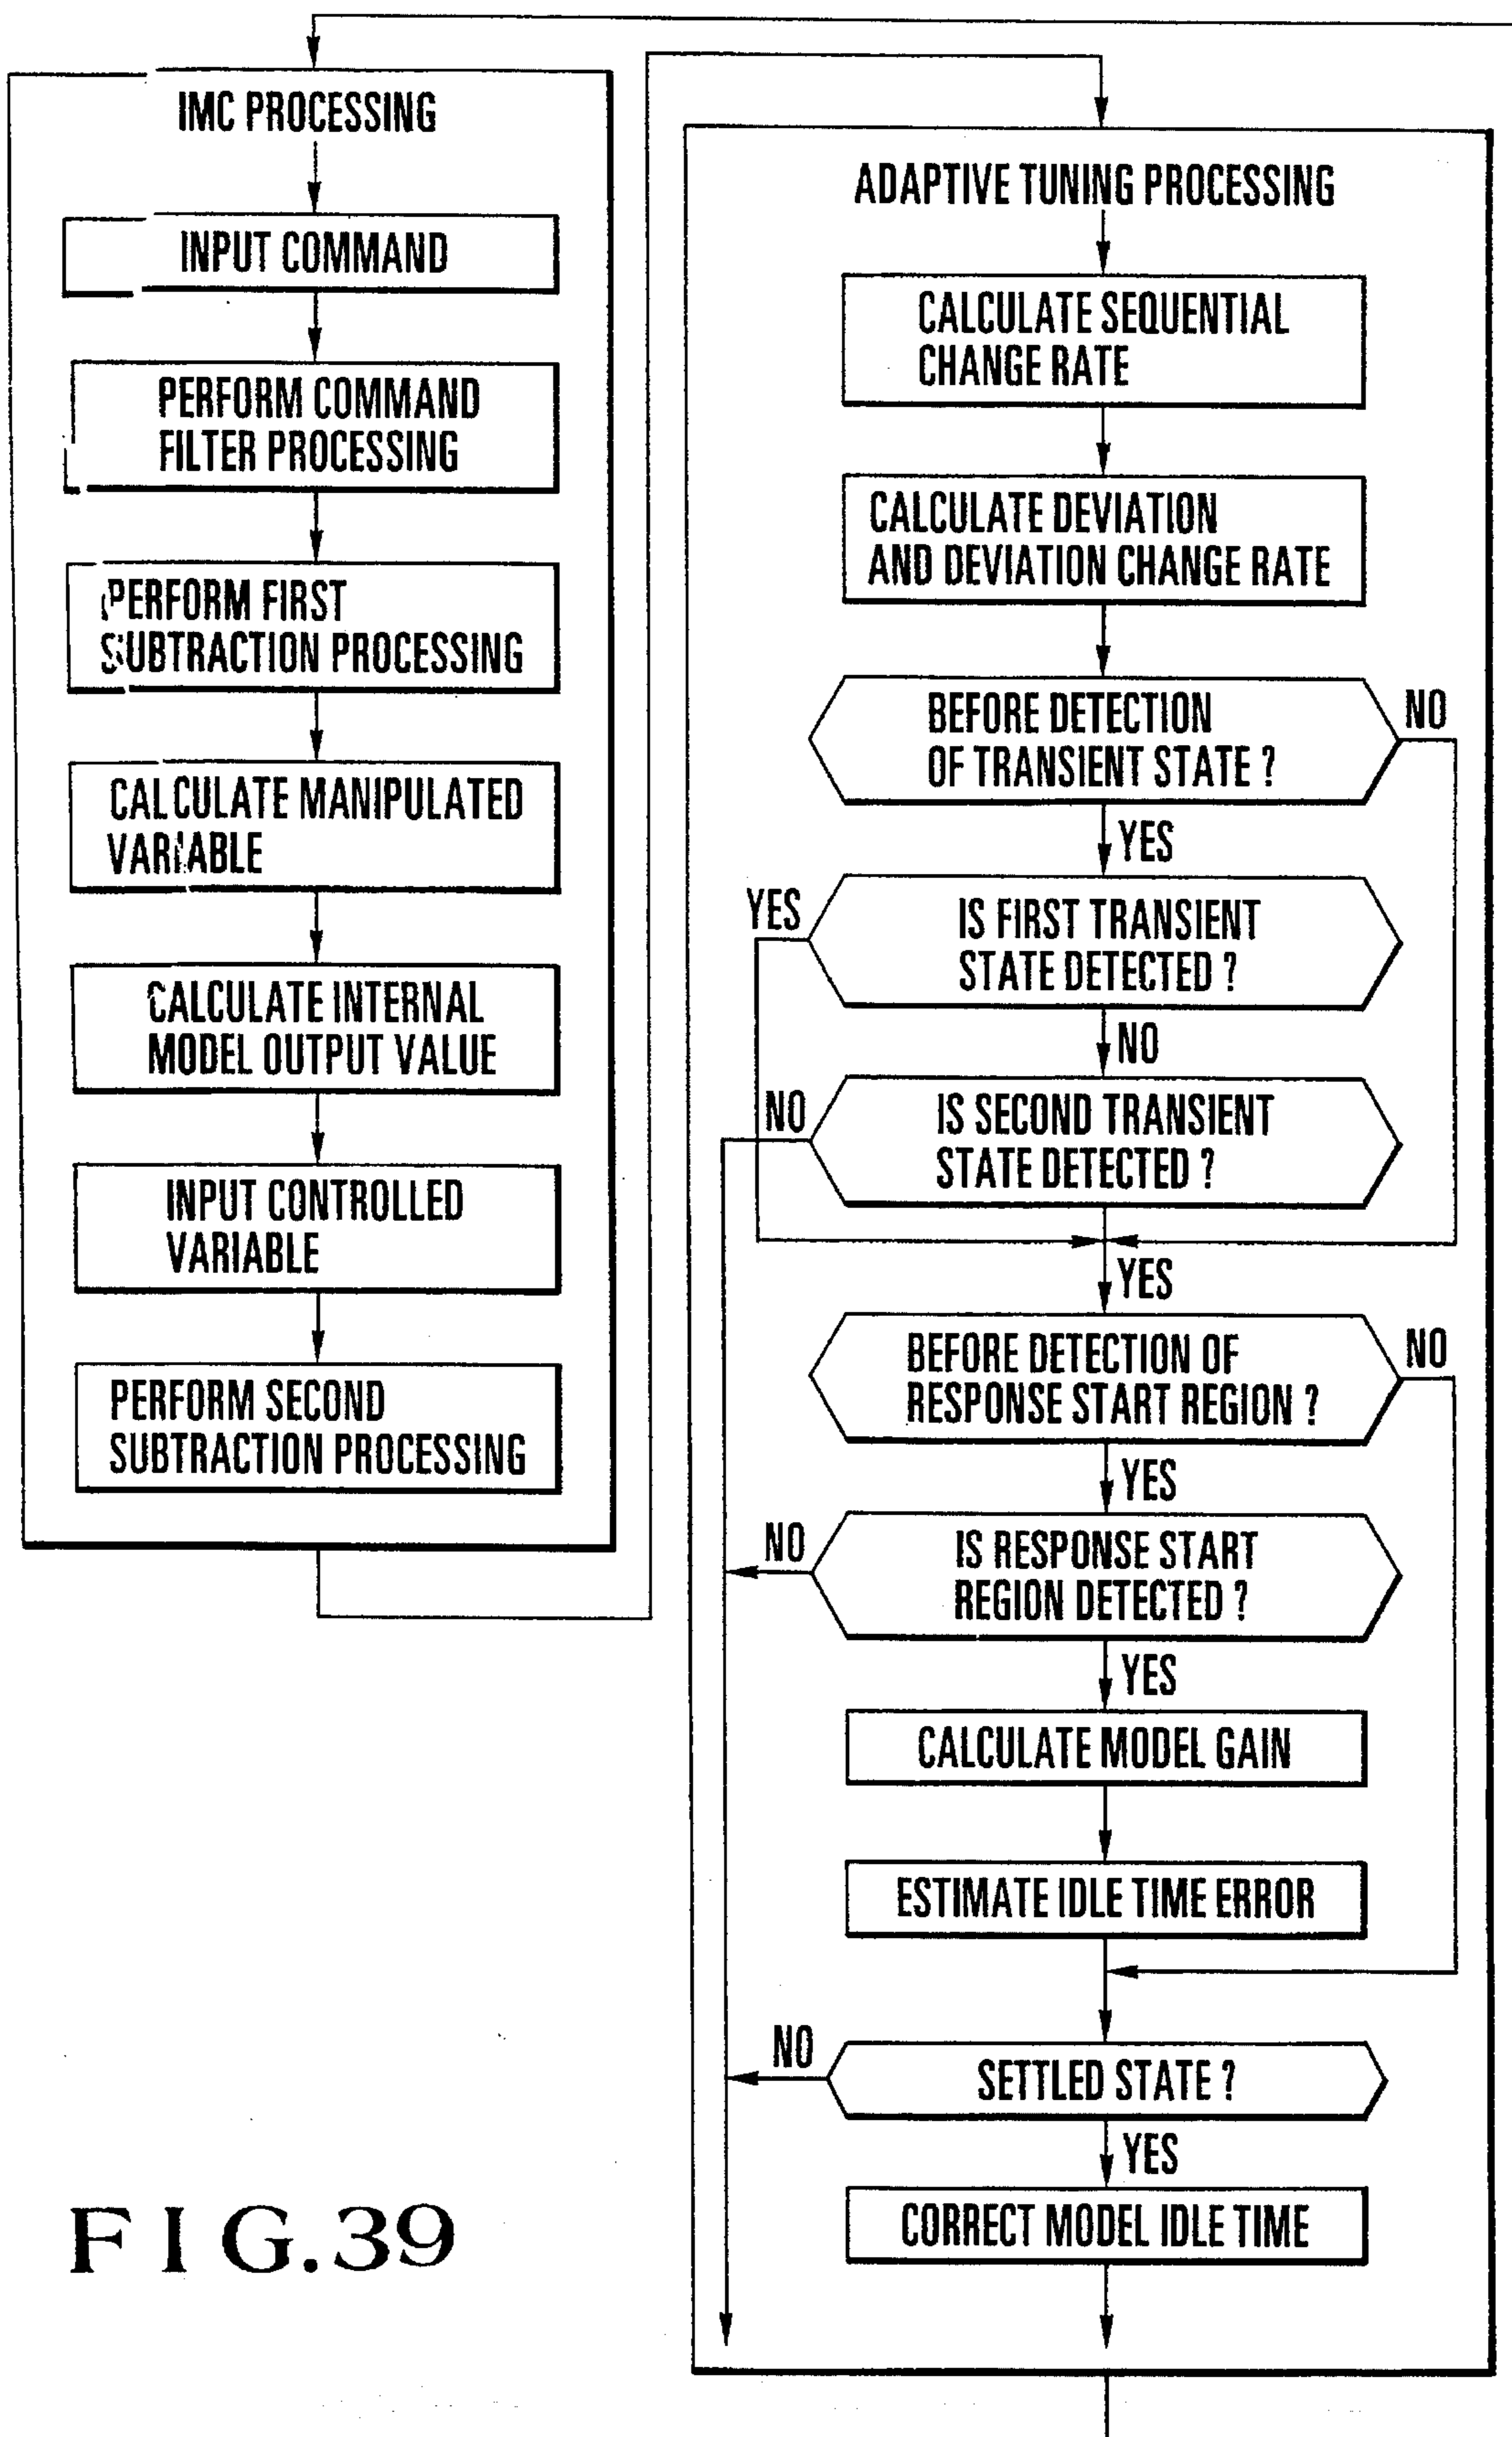 IMC PROCESSING
INPUT COMMAND
PERFORM COMMAND
FILTER PROCESSING
PERFORM FIRST
SUBTRACTION PROCESSING
CALCULATE MANIPULATED
VARIABLE
CALCULATE INTERNAL
MODEL OUTPUT VALUE
INPUT CONTROLLED
VARIABLE
PERFORM SECOND
SUBTRACTION PROCESSING
ADAPTIVE TUNING PROCESSING
CALCULATE SEQUENTIAL
CHANGE RATE
CALCULATE DEVIATION
AND DEVIATION CHANGE RATE
BEFORE DETECTION
OF TRANSIENT STATE ?
NO
YES
YES
IS FIRST TRANSIENT
STATE DETECTED ?
NO
NO
IS SECOND TRANSIENT
STATE DETECTED ?
YES
BEFORE DETECTION OF
RESPONSE START REGION ?
NO
YES
NO
IS RESPONSE START
REGION DETECTED ?
YES
CALCULATE MODEL GAIN
ESTIMATE IDLE TIME ERROR
NO
SETTLED STATE ?
YES
CORRECT MODEL IDLE TIME
FIG.39